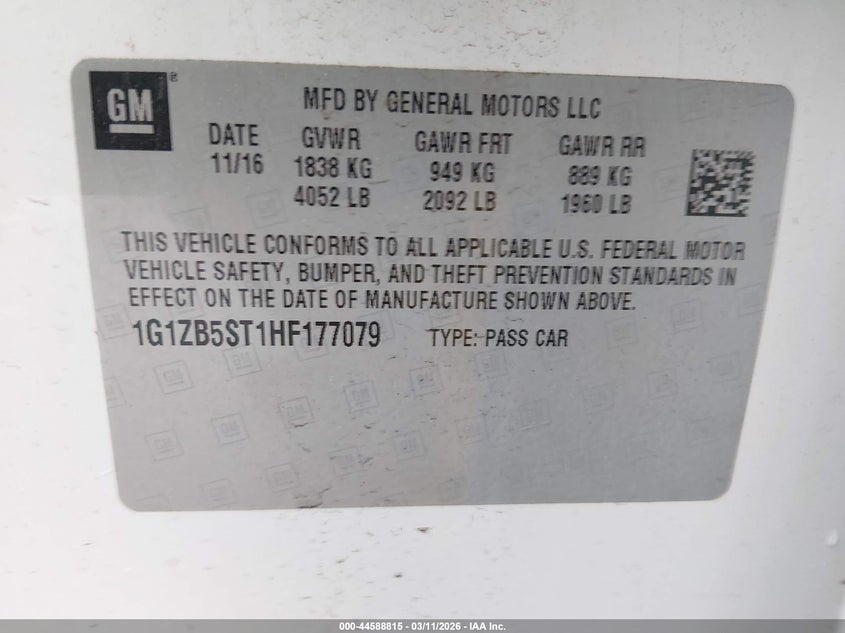 GM®
MFD BY GENERAL MOTORS LLC
DATE GVWR GAWR FRT GAWR RR
11/16 1838 KG 949 KG 889 KG
4052 LB 2092 LB 1960 LB
THIS VEHICLE CONFORMS TO ALL APPLICABLE U.S. FEDERAL MOTOR
VEHICLE SAFETY, BUMPER, AND THEFT PREVENTION STANDARDS IN
EFFECT ON THE DATE OF MANUFACTURE SHOWN ABOVE.
1G1ZB5ST1HF177079 TYPE: PASS CAR
000-44588815 - 03/11/2026 - IAA Inc.